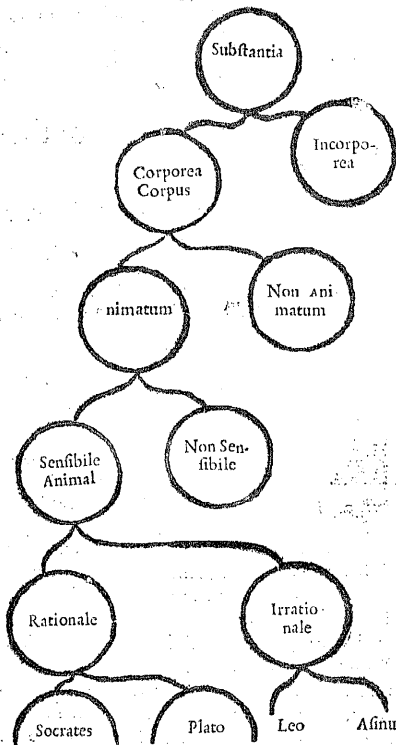 Subſtantia
Incorpo-
rea
Corporea
Corpus
nimatum
Non Ani
matum
Senſibile
Animal
Non Sen-
ſibile
Rationale
Irratio-
nale
Socrates
Plato
Leo
Aſinu